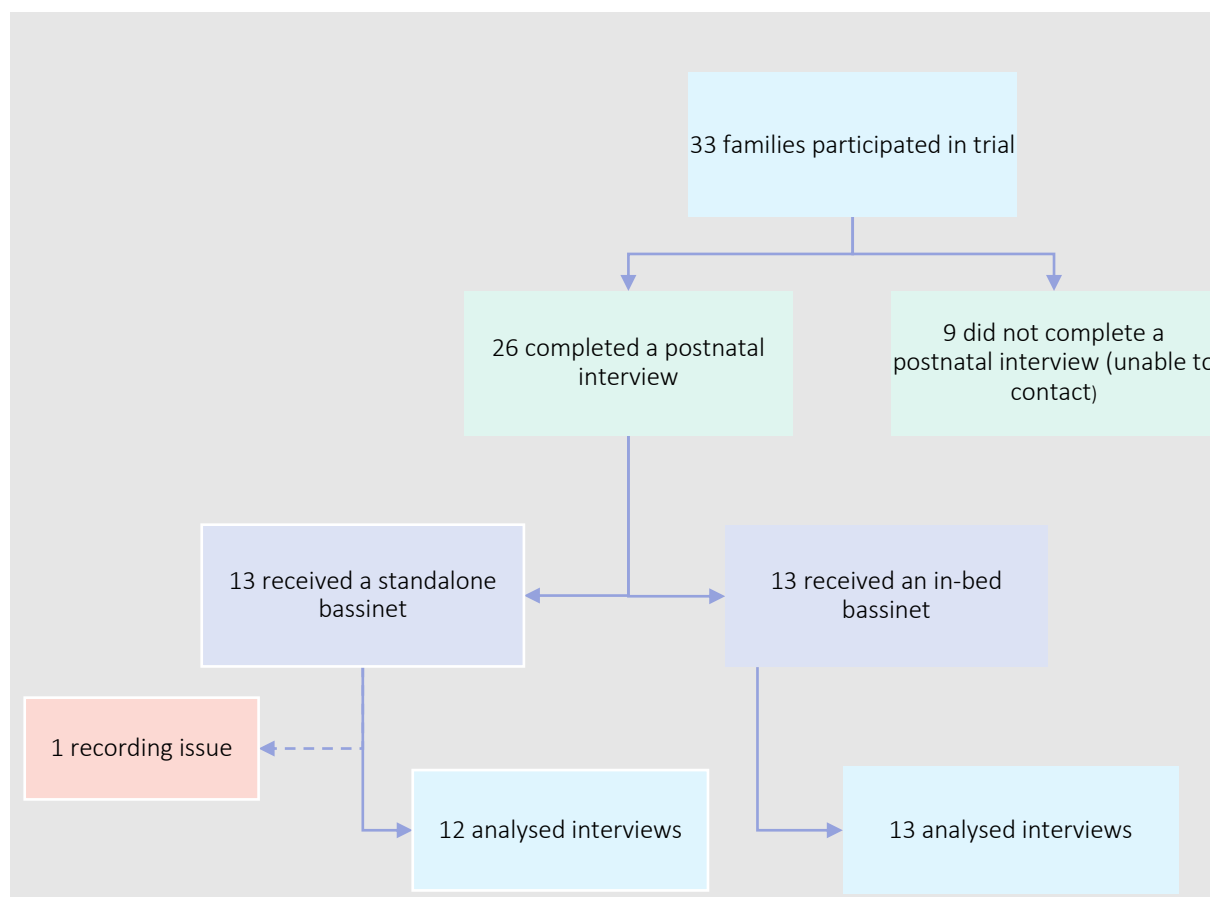 33 families participated in trial
26 completed a postnatal
interview
9 did not complete a
postnatal interview (unable to
contact)
13 received a standalone
bassinet
13 received an in-bed
bassinet
1 recording issue
12 analysed interviews
13 analysed interviews